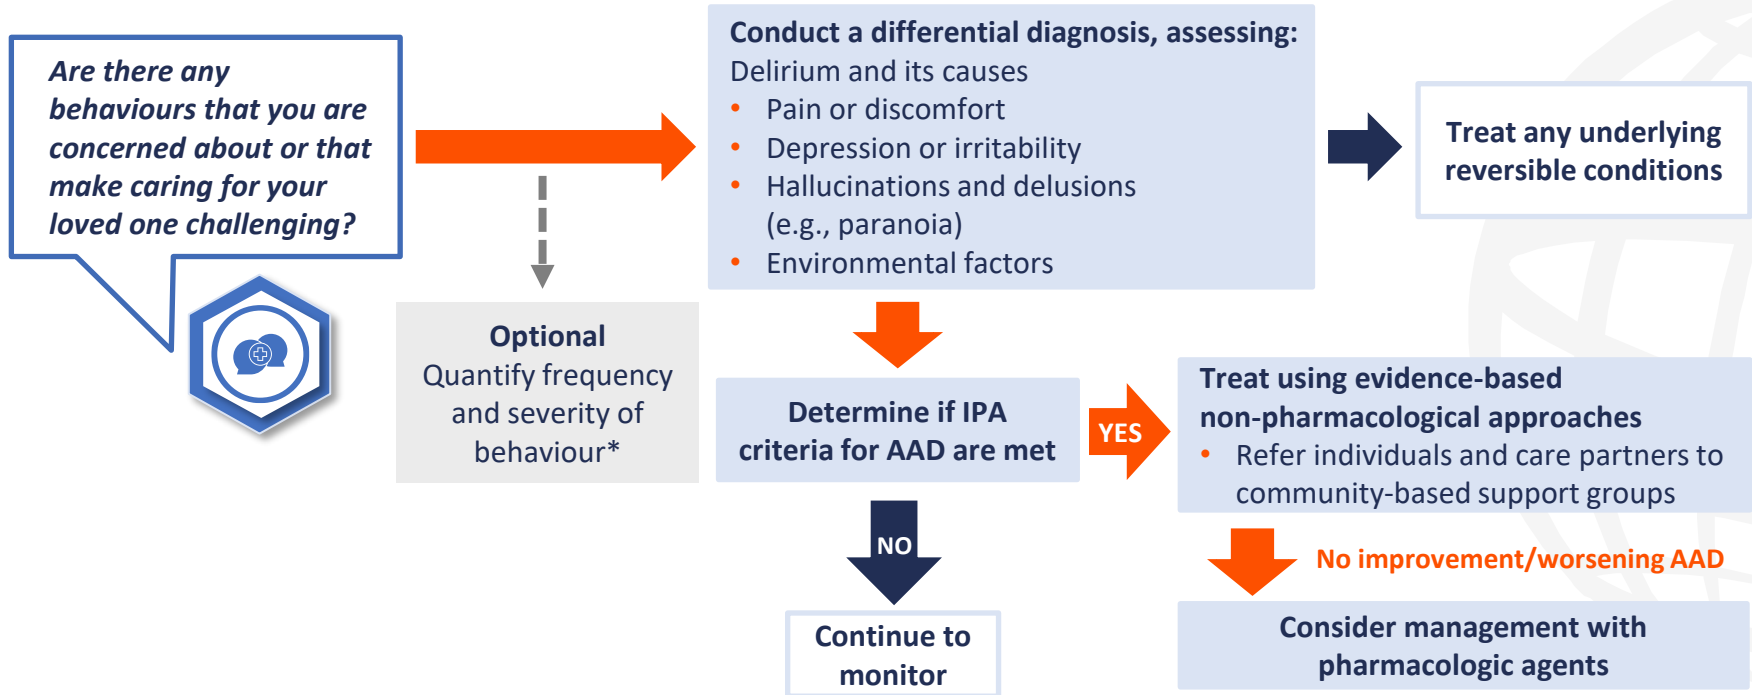 Are there any
behaviours that you are
concerned about or that
make caring for your
loved one challenging?
Optional
Quantify frequency
and severity of
behaviour*
Conduct a differential diagnosis, assessing:
Delirium and its causes
• Pain or discomfort
• Depression or irritability
• Hallucinations and delusions
(e.g., paranoia)
• Environmental factors
Treat any underlying
reversible conditions
Determine if IPA
criteria for AAD are met
YES
Treat using evidence-based
non-pharmacological approaches
• Refer individuals and care partners to
community-based support groups
NO
No improvement/worsening AAD
Continue to
monitor
Consider management with
pharmacologic agents